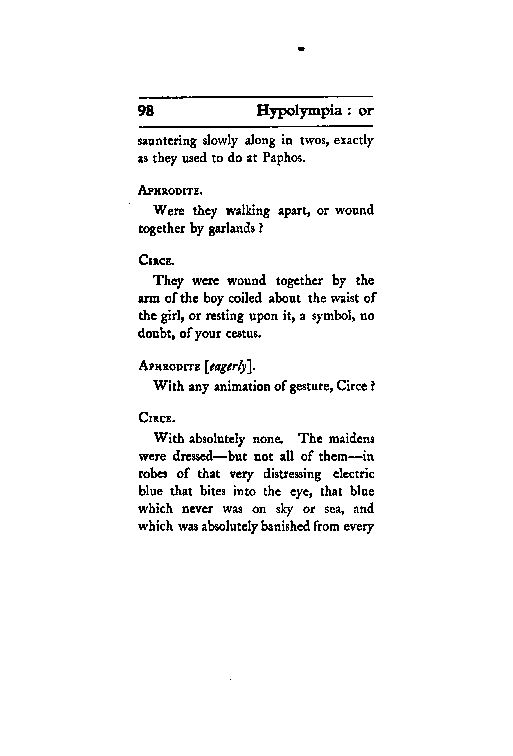 98 Hypolympia : or
sauntering slowly along in twos, exactly
as they used to do at Paphos.
APHRODITE.
Were they walking apart, or wound
together by garlands ?
CIRCE.
They were wound together by the
arm of the boy coiled about the waist of
the girl, or resting upon it, a symbol, no
doubt, of your cestus.
APHRODITE [eagerly].
With any animation of gesture, Circe ?
CIRCE.
With absolutely none. The maidens
were dressed—but not all of them—in
robes of that very distressing electric
blue that bites into the eye, that blue
which never was on sky or sea, and
which was absolutely banished from every